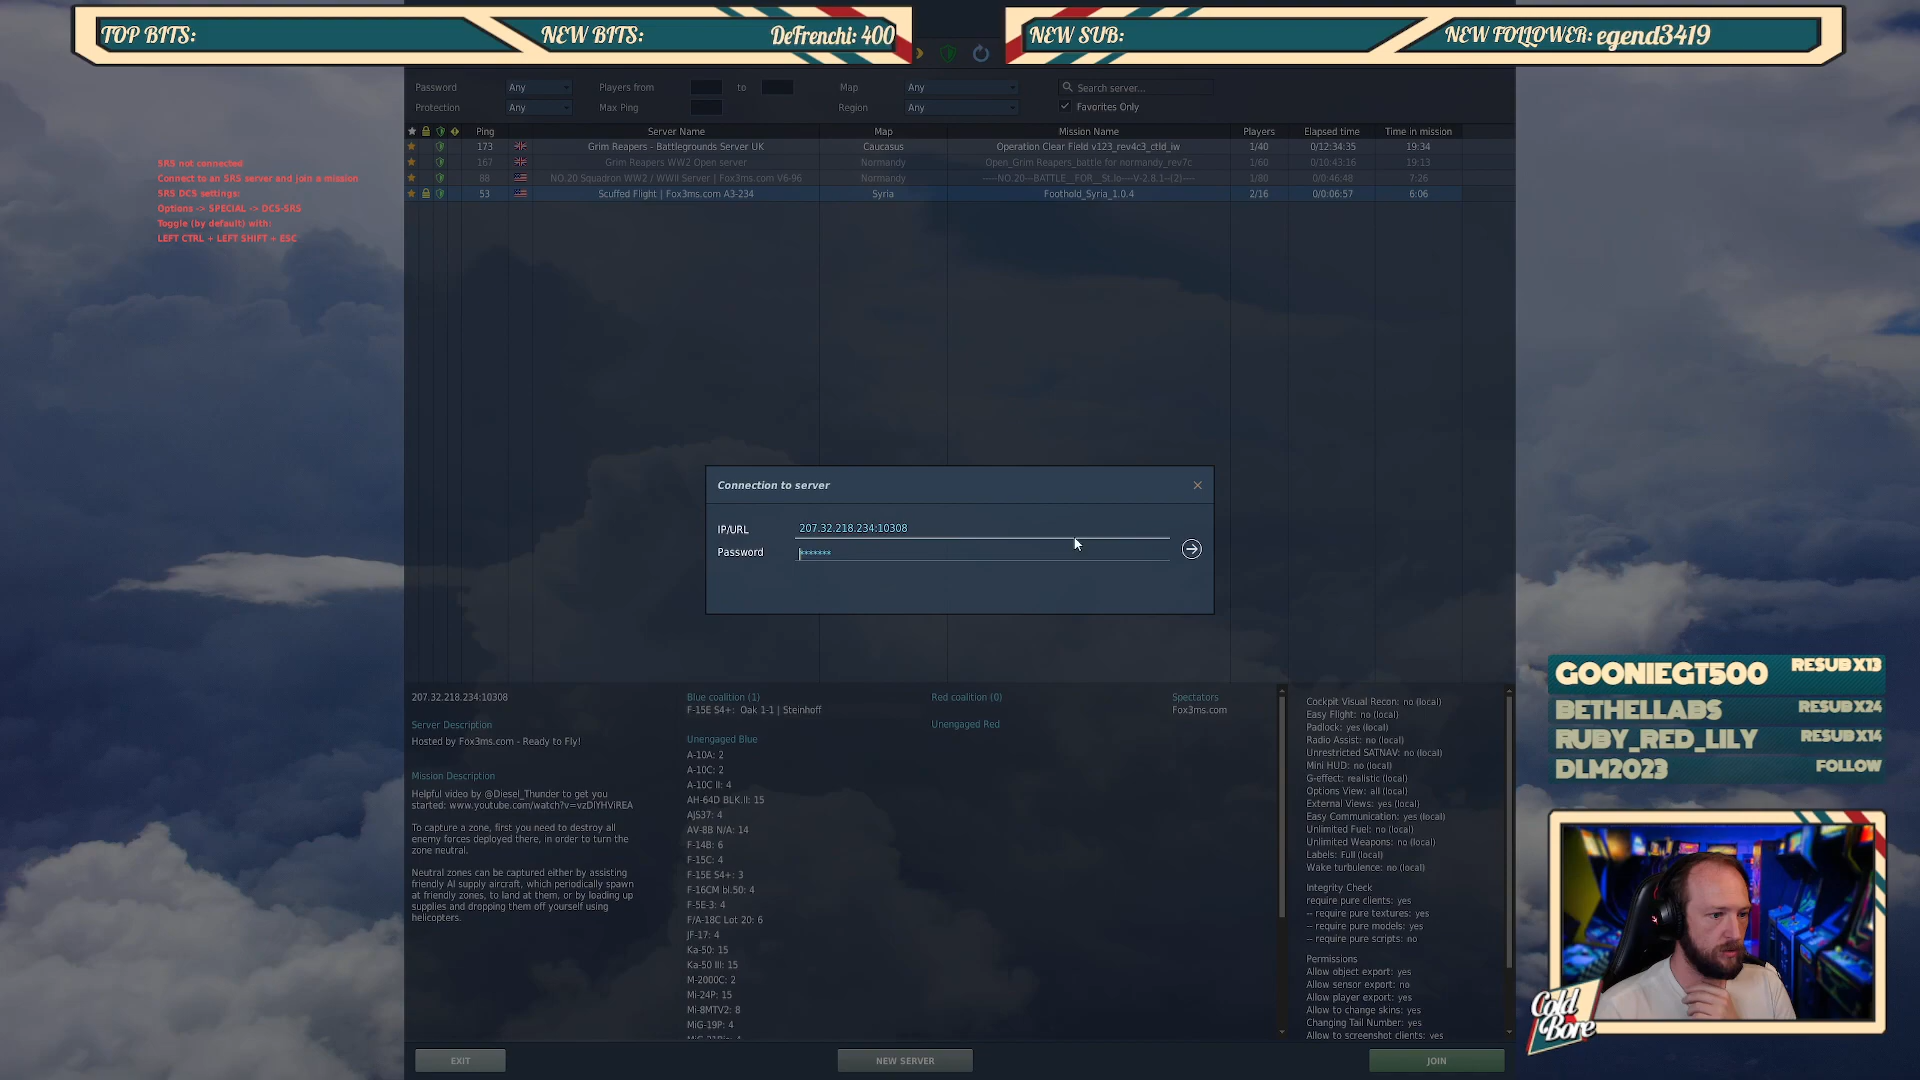 TOP BITS:
NEW BITS:
DeFrenchi: 400
NEW SUB:
NEW FOLLOWER: egend3419
Password
Any
Players from
to
Map
Any
Search server...
Protection
Any
Max Ping
Region
Any
Favorites Only
Ping
Server Name
Map
Mission Name
Players
Elapsed time
Time in mission
173 Grim Reapers - Battlegrounds Server UK Caucasus Operation Clear Field v123_rev4c3_ctld_iw 1/40 0/12:34:35 19:34
167 Grim Reapers WW2 Open server Normandy Open_Grim Reapers_battle for normandy_rev7c 1/60 0/10:43:16 19:13
88 NO.20 Squadron WW2 / WWII Server | Fox3ms.com V6-96 Normandy 1/80 0/0:46:48 7:26
53 Scuffed Flight | Fox3ms.com A3-234 Syria Foothold_Syria_1.0.4 2/16 0/0:06:57 6:06
SRS not connected
Connect to an SRS server and join a mission
SRS DCS settings:
Options -> SPECIAL -> DCS-SRS
Toggle (by default) with:
LEFT CTRL + LEFT SHIFT + ESC
Connection to server
IP/URL
207.32.218.234:10308
Password
*******
207.32.218.234:10308
Server Description
Hosted by Fox3ms.com - Ready to Fly!
Mission Description
Helpful video by @Diesel_Thunder to get you
started: www.youtube.com/watch?v=vzDlYHViREA
To capture a zone, first you need to destroy all
enemy forces deployed there, in order to turn the
zone neutral.
Neutral zones can be captured either by assisting
friendly AI supply aircraft, which periodically spawn
at friendly zones, to land at them, or by loading up
supplies and dropping them off yourself using
helicopters.
Blue coalition (1)
F-15E S4+: Oak 1-1 | Steinhoff
Unengaged Blue
A-10A: 2
A-10C: 2
A-10C II: 4
AH-64D BLK.II: 15
AJS37: 4
AV-8B N/A: 14
F-14B: 6
F-15C: 4
F-15E S4+: 3
F-16CM bl.50: 4
F-5E-3: 4
F/A-18C Lot 20: 6
JF-17: 4
Ka-50: 15
Ka-50 III: 15
M-2000C: 2
Mi-24P: 15
Mi-8MTV2: 8
MiG-19P: 4
Red coalition (0)
Unengaged Red
Spectators
Fox3ms.com
Cockpit Visual Recon: no (local)
Easy Flight: no (local)
Padlock: yes (local)
Radio Assist: no (local)
Unrestricted SATNAV: no (local)
Mini HUD: no (local)
G-effect: realistic (local)
Options View: all (local)
External Views: yes (local)
Easy Communication: yes (local)
Unlimited Fuel: no (local)
Unlimited Weapons: no (local)
Labels: Full (local)
Wake turbulence: no (local)
Integrity Check
require pure clients: yes
-- require pure textures: yes
-- require pure models: yes
-- require pure scripts: no
Permissions
Allow object export: yes
Allow sensor export: no
Allow player export: yes
Allow to change skins: yes
Changing Tail Number: yes
Allow to screenshot clients: yes
EXIT
NEW SERVER
JOIN
GOONIEGT500 RESUB X13
BETHELLABS RESUB X24
RUBY_RED_LILY RESUB X14
DLM2023 FOLLOW
Cold
Bore